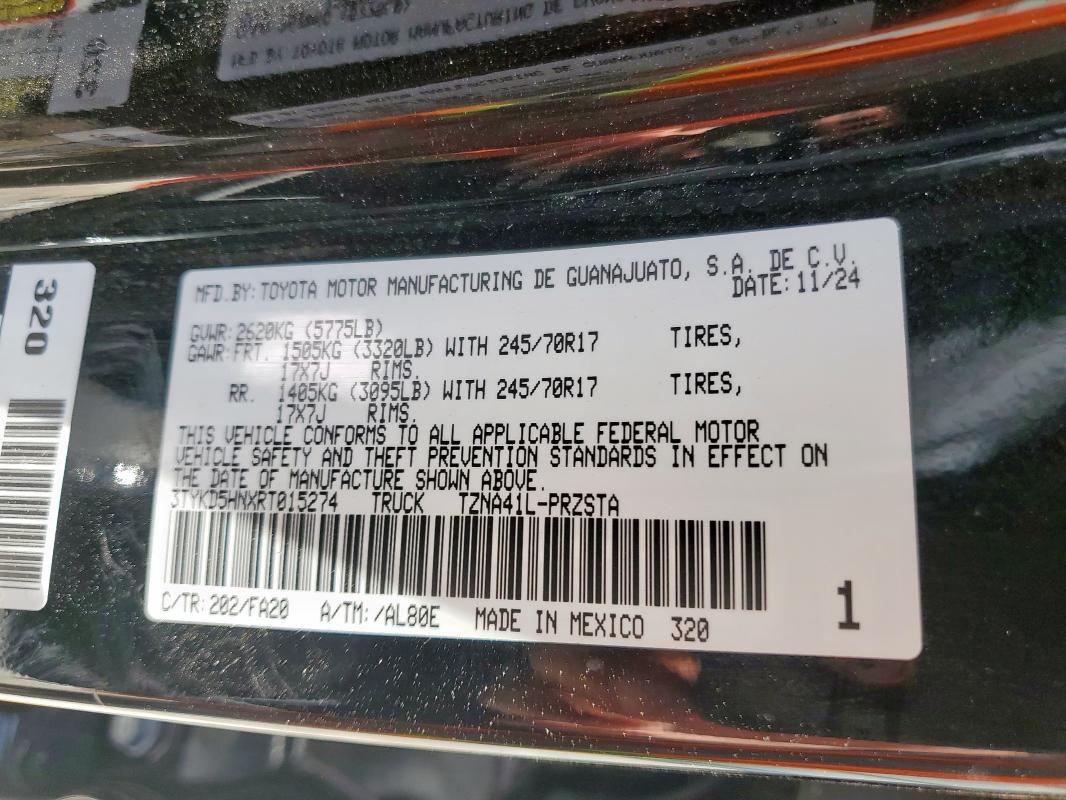 MFD.BY:TOYOTA MOTOR MANUFACTURING DE GUANAJUATO, S.A. DE C.V.
DATE:11/24
GVWR:2620KG (5775LB)
GAWR:FRT. 1505KG (3320LB) WITH 245/70R17 TIRES,
17X7J RIMS.
RR. 1405KG (3095LB) WITH 245/70R17 TIRES,
17X7J RIMS.
THIS VEHICLE CONFORMS TO ALL APPLICABLE FEDERAL MOTOR
VEHICLE SAFETY AND THEFT PREVENTION STANDARDS IN EFFECT ON
THE DATE OF MANUFACTURE SHOWN ABOVE.
3TYKD5HNXRT015274 TRUCK TZNA41L-PRZSTA
C/TR:202/FA20 A/TM:/AL80E MADE IN MEXICO 320
1
320